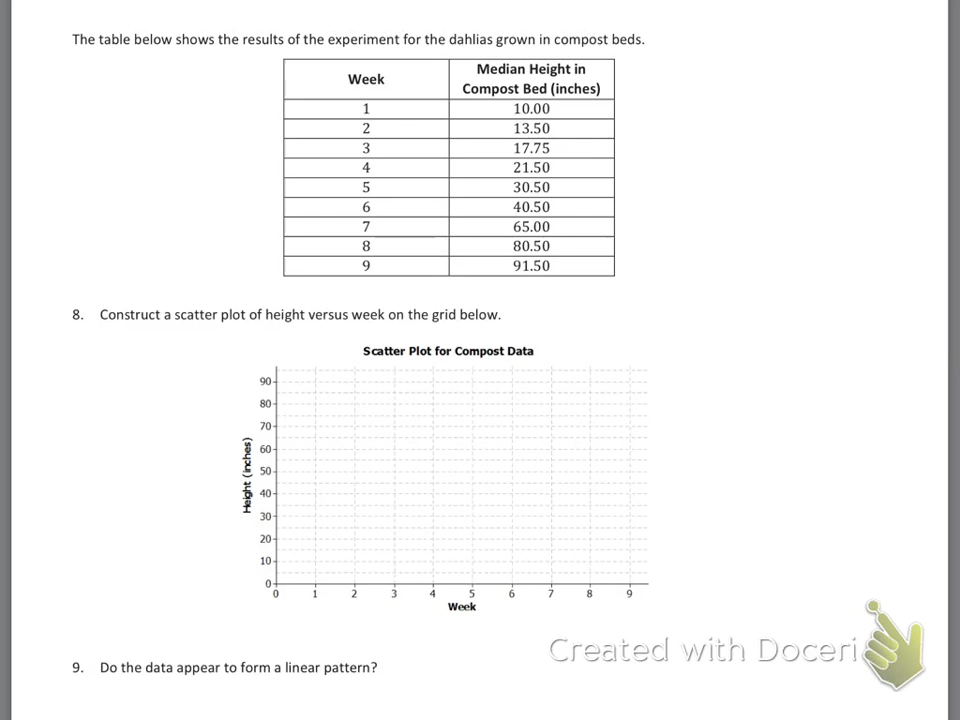 The table below shows the results of the experiment for the dahlias grown in compost beds.
Week
Median Height in
Compost Bed (inches)
1 10.00
2 13.50
3 17.75
4 21.50
5 30.50
6 40.50
7 65.00
8 80.50
9 91.50
8. Construct a scatter plot of height versus week on the grid below.
Scatter Plot for Compost Data
90
80
70
60
50
40
30
20
10
0
Height (inches)
0 1 2 3 4 5 6 7 8 9
Week
Created with Doceri
9. Do the data appear to form a linear pattern?